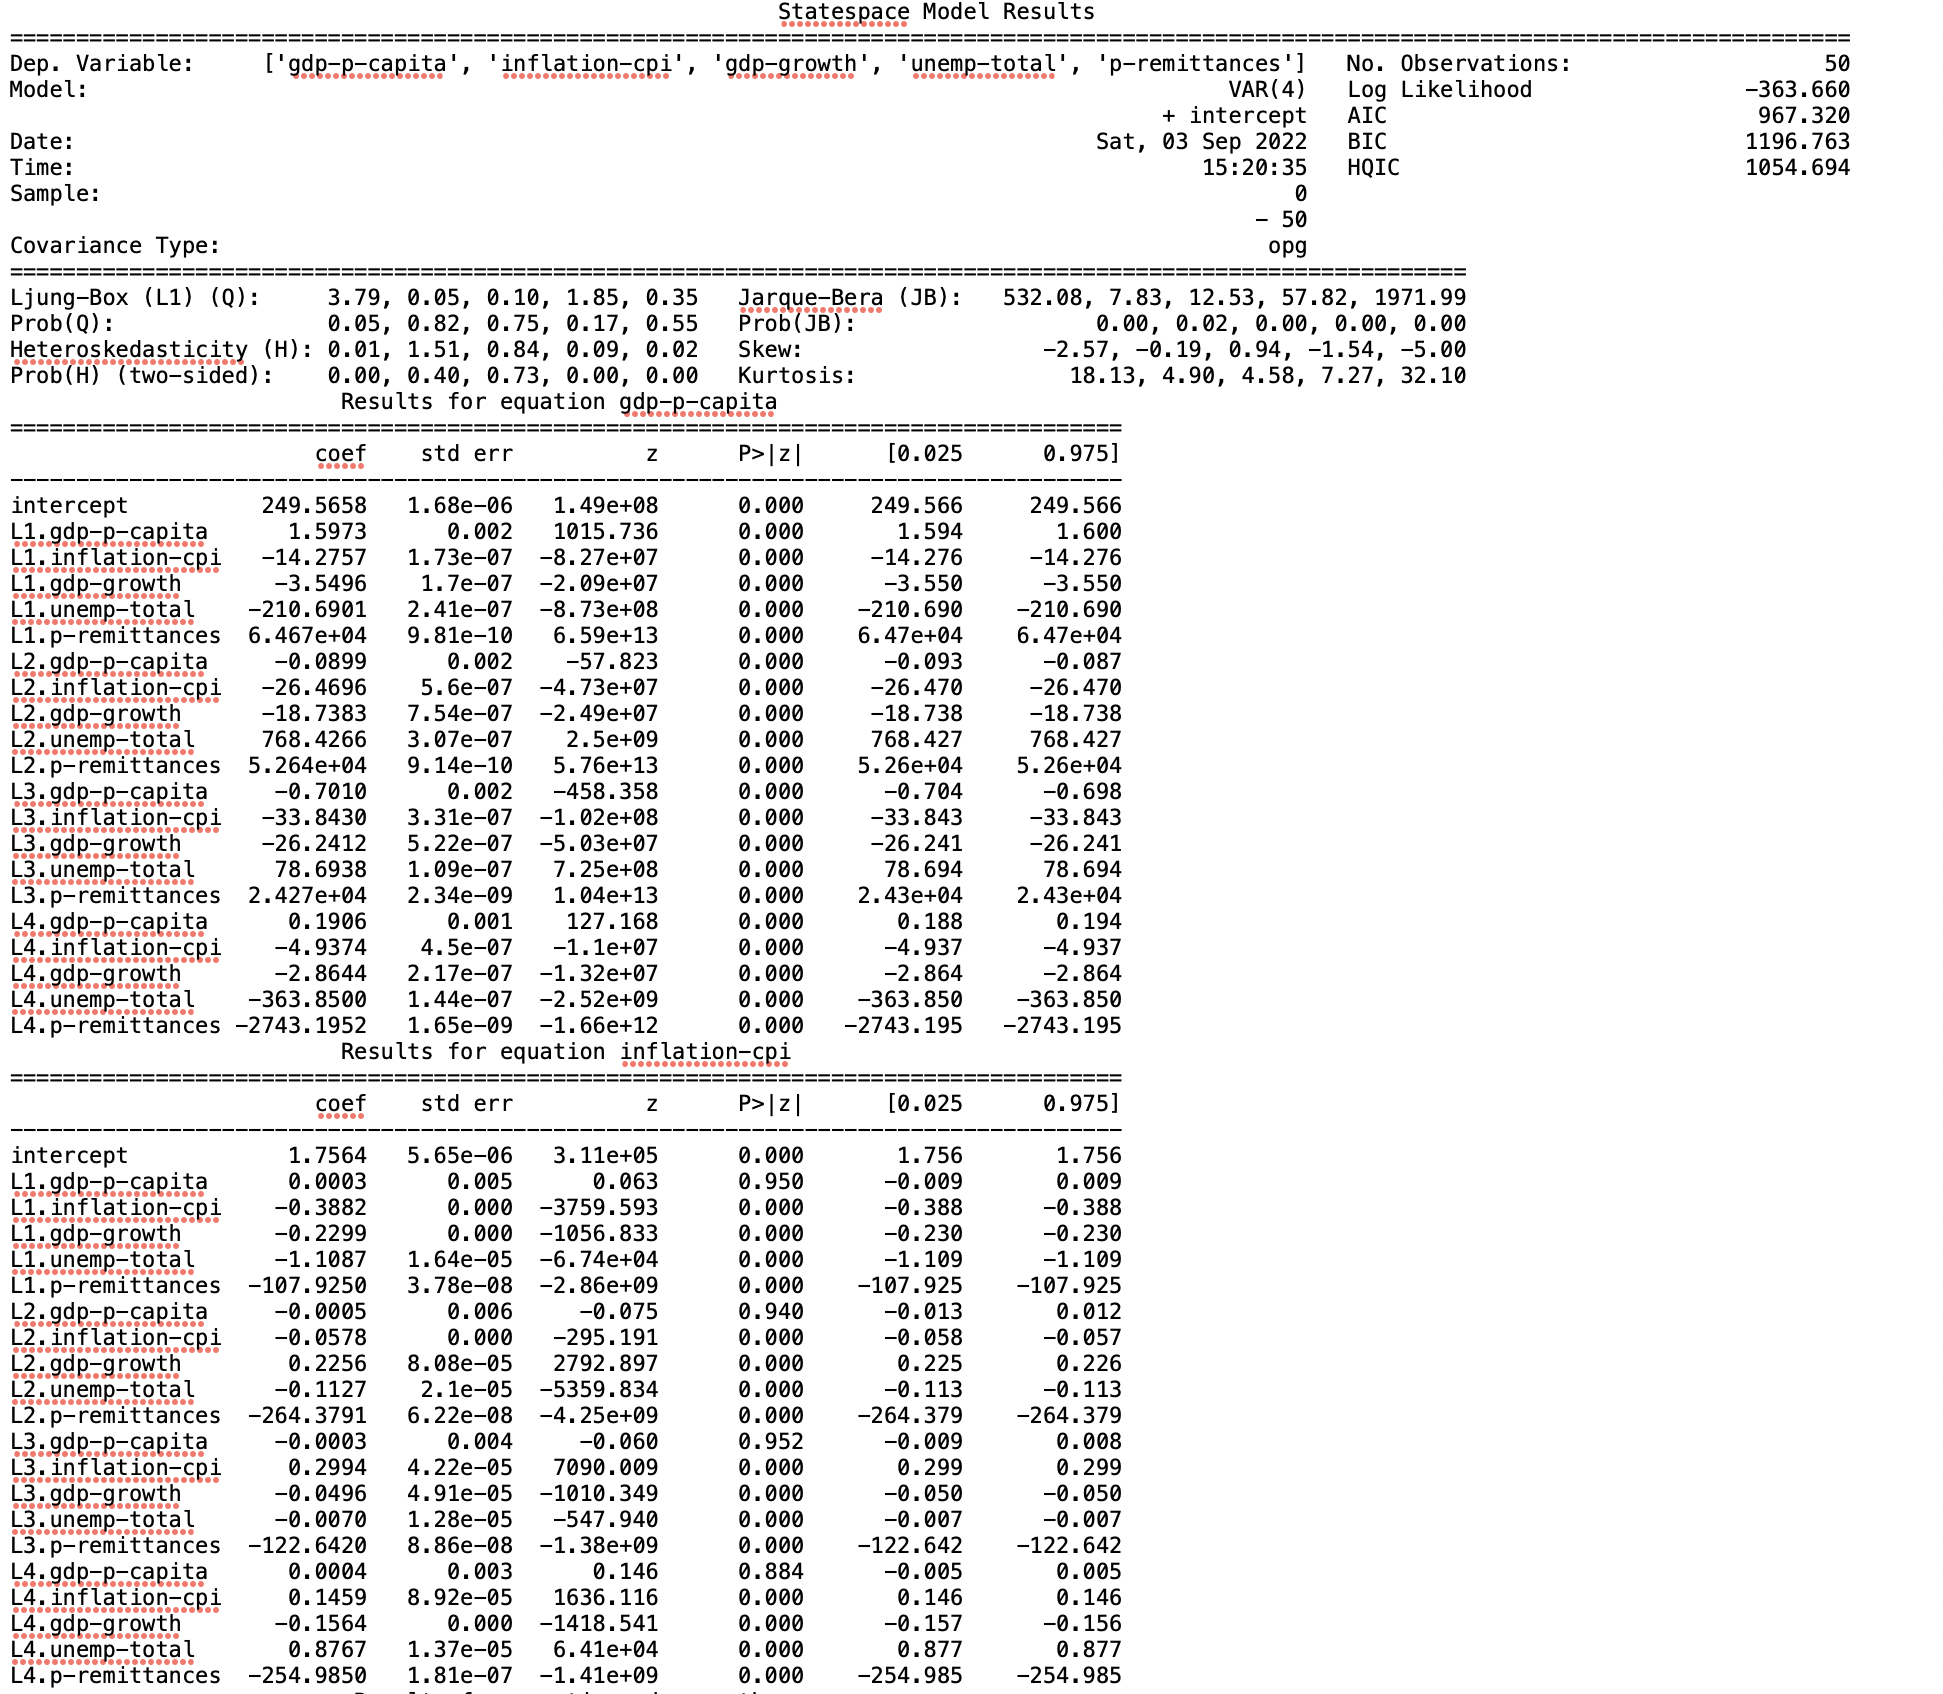 Statespace Model Results
==============================================================================================================================================
Dep. Variable:     ['gdp-p-capita', 'inflation-cpi', 'gdp-growth', 'unemp-total', 'p-remittances']   No. Observations:                   50
Model:                                                                                      VAR(4)   Log Likelihood                -363.660
                                                                                       + intercept   AIC                            967.320
Date:                                                                             Sat, 03 Sep 2022   BIC                           1196.763
Time:                                                                                     15:20:35   HQIC                          1054.694
Sample:                                                                                          0
                                                                                              - 50
Covariance Type:                                                                               opg
==============================================================================================================
Ljung-Box (L1) (Q):     3.79, 0.05, 0.10, 1.85, 0.35   Jarque-Bera (JB):   532.08, 7.83, 12.53, 57.82, 1971.99
Prob(Q):                0.05, 0.82, 0.75, 0.17, 0.55   Prob(JB):                  0.00, 0.02, 0.00, 0.00, 0.00
Heteroskedasticity (H): 0.01, 1.51, 0.84, 0.09, 0.02   Skew:                  -2.57, -0.19, 0.94, -1.54, -5.00
Prob(H) (two-sided):    0.00, 0.40, 0.73, 0.00, 0.00   Kurtosis:                18.13, 4.90, 4.58, 7.27, 32.10
Results for equation gdp-p-capita
====================================================================================
                       coef    std err          z      P>|z|      [0.025      0.975]
------------------------------------------------------------------------------------
intercept          249.5658   1.68e-06   1.49e+08      0.000     249.566     249.566
L1.gdp-p-capita      1.5973      0.002   1015.736      0.000       1.594       1.600
L1.inflation-cpi   -14.2757   1.73e-07  -8.27e+07      0.000     -14.276     -14.276
L1.gdp-growth       -3.5496    1.7e-07  -2.09e+07      0.000      -3.550      -3.550
L1.unemp-total    -210.6901   2.41e-07  -8.73e+08      0.000    -210.690    -210.690
L1.p-remittances  6.467e+04   9.81e-10   6.59e+13      0.000    6.47e+04    6.47e+04
L2.gdp-p-capita     -0.0899      0.002    -57.823      0.000      -0.093      -0.087
L2.inflation-cpi   -26.4696    5.6e-07  -4.73e+07      0.000     -26.470     -26.470
L2.gdp-growth      -18.7383   7.54e-07  -2.49e+07      0.000     -18.738     -18.738
L2.unemp-total     768.4266   3.07e-07    2.5e+09      0.000     768.427     768.427
L2.p-remittances  5.264e+04   9.14e-10   5.76e+13      0.000    5.26e+04    5.26e+04
L3.gdp-p-capita     -0.7010      0.002   -458.358      0.000      -0.704      -0.698
L3.inflation-cpi   -33.8430   3.31e-07  -1.02e+08      0.000     -33.843     -33.843
L3.gdp-growth      -26.2412   5.22e-07  -5.03e+07      0.000     -26.241     -26.241
L3.unemp-total      78.6938   1.09e-07   7.25e+08      0.000      78.694      78.694
L3.p-remittances  2.427e+04   2.34e-09   1.04e+13      0.000    2.43e+04    2.43e+04
L4.gdp-p-capita      0.1906      0.001    127.168      0.000       0.188       0.194
L4.inflation-cpi    -4.9374    4.5e-07   -1.1e+07      0.000      -4.937      -4.937
L4.gdp-growth       -2.8644   2.17e-07  -1.32e+07      0.000      -2.864      -2.864
L4.unemp-total    -363.8500   1.44e-07  -2.52e+09      0.000    -363.850    -363.850
L4.p-remittances -2743.1952   1.65e-09  -1.66e+12      0.000   -2743.195   -2743.195
Results for equation inflation-cpi
====================================================================================
                       coef    std err          z      P>|z|      [0.025      0.975]
------------------------------------------------------------------------------------
intercept            1.7564   5.65e-06   3.11e+05      0.000       1.756       1.756
L1.gdp-p-capita      0.0003      0.005      0.063      0.950      -0.009       0.009
L1.inflation-cpi    -0.3882      0.000  -3759.593      0.000      -0.388      -0.388
L1.gdp-growth       -0.2299      0.000  -1056.833      0.000      -0.230      -0.230
L1.unemp-total      -1.1087   1.64e-05  -6.74e+04      0.000      -1.109      -1.109
L1.p-remittances  -107.9250   3.78e-08  -2.86e+09      0.000    -107.925    -107.925
L2.gdp-p-capita     -0.0005      0.006     -0.075      0.940      -0.013       0.012
L2.inflation-cpi    -0.0578      0.000   -295.191      0.000      -0.058      -0.057
L2.gdp-growth        0.2256   8.08e-05   2792.897      0.000       0.225       0.226
L2.unemp-total      -0.1127    2.1e-05  -5359.834      0.000      -0.113      -0.113
L2.p-remittances  -264.3791   6.22e-08  -4.25e+09      0.000    -264.379    -264.379
L3.gdp-p-capita     -0.0003      0.004     -0.060      0.952      -0.009       0.008
L3.inflation-cpi     0.2994   4.22e-05   7090.009      0.000       0.299       0.299
L3.gdp-growth       -0.0496   4.91e-05  -1010.349      0.000      -0.050      -0.050
L3.unemp-total      -0.0070   1.28e-05   -547.940      0.000      -0.007      -0.007
L3.p-remittances  -122.6420   8.86e-08  -1.38e+09      0.000    -122.642    -122.642
L4.gdp-p-capita      0.0004      0.003      0.146      0.884      -0.005       0.005
L4.inflation-cpi     0.1459   8.92e-05   1636.116      0.000       0.146       0.146
L4.gdp-growth       -0.1564      0.000  -1418.541      0.000      -0.157      -0.156
L4.unemp-total       0.8767   1.37e-05   6.41e+04      0.000       0.877       0.877
L4.p-remittances  -254.9850   1.81e-07  -1.41e+09      0.000    -254.985    -254.985